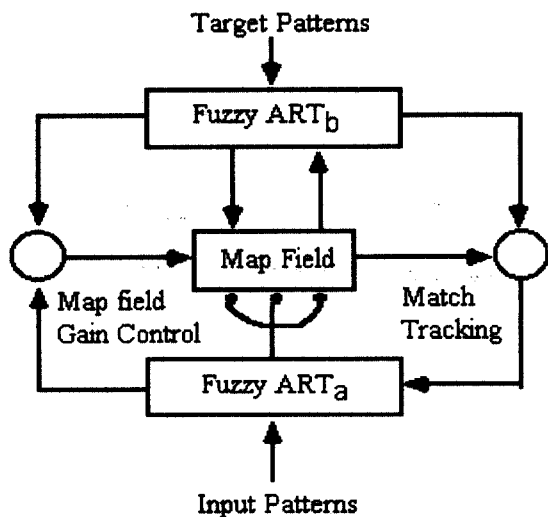 Target Patterns
Fuzzy ARTb
Map Field
Map field
Gain Control
Match
Tracking
Fuzzy ARTa
Input Patterns